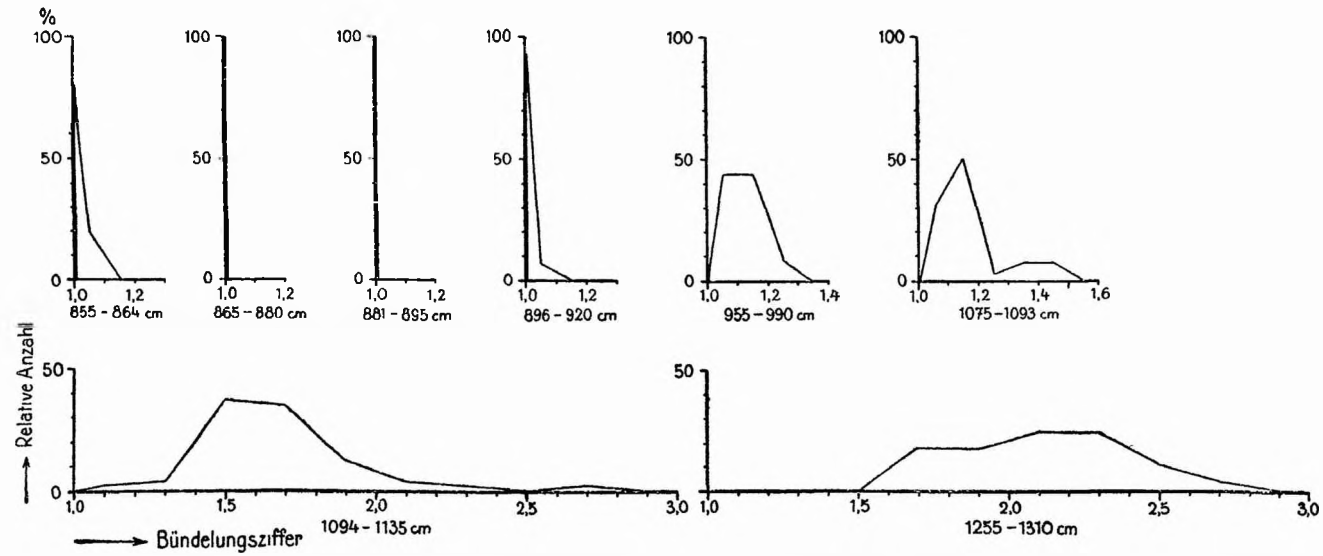 %
100 100 100 100 100 100
50 50 50 50 50 50
0 0 0 0 0 0
1,0 1,2 1,0 1,2 1,0 1,2 1,0 1,2 1,0 1,2 1,4 1,0 1,2 1,4 1,6
855-864 cm 865-880 cm 881-895 cm 896-920 cm 955-990 cm 1075-1093 cm
Relative Anzahl
50 50
0 0
1,0 1,5 2,0 2,5 3,0 1,0 1,5 2,0 2,5 3,0
1094-1135 cm 1255-1310 cm
Bündelungsziffer